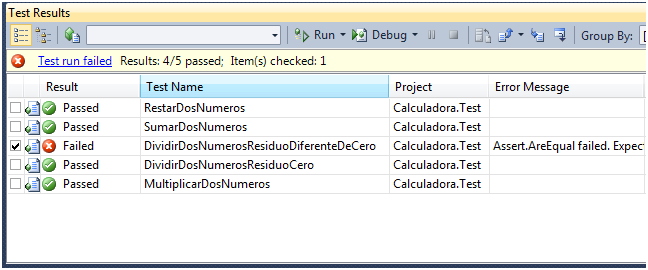 Test Results
Run Debug Group By:
Test run failed Results: 4/5 passed; Item(s) checked: 1
Result Test Name Project Error Message
Passed RestarDosNumeros Calculadora.Test
Passed SumarDosNumeros Calculadora.Test
Failed DividirDosNumerosResiduoDiferenteDeCero Calculadora.Test Assert.AreEqual failed. Expec
Passed DividirDosNumerosResiduoCero Calculadora.Test
Passed MultiplicarDosNumeros Calculadora.Test